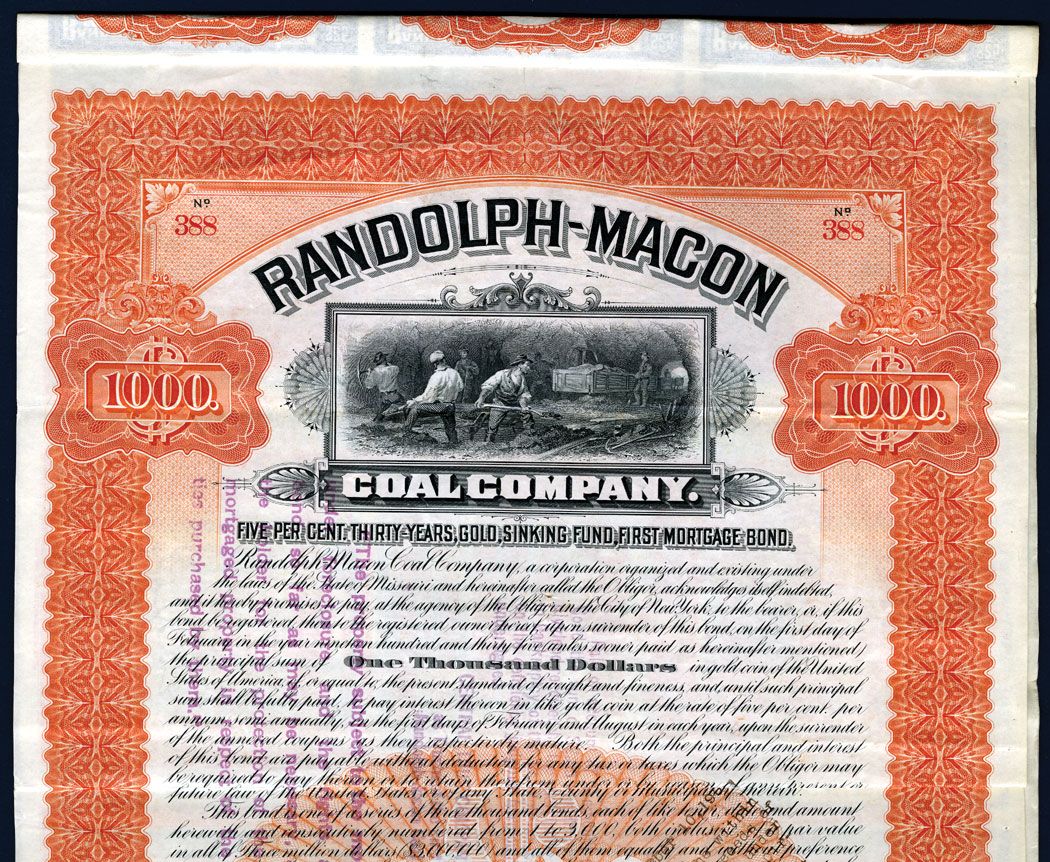 Nº
388
Nº
388
RANDOLPH-MACON
1000.
1000.
COAL COMPANY.
FIVE PER CENT. THIRTY-YEARS, GOLD, SINKING FUND, FIRST MORTGAGE BOND.
Randolph-Macon Coal Company, a corporation organized and existing under
the laws of the State of Missouri and hereinafter called the Obligor, acknowledges itself indebted,
and hereby promises to pay, at the agency of the Obligor in the City of New York, to the bearer, or, if this
bond be registered, then to the registered owner hereof, upon surrender of this bond, on the first day of
February in the year nineteen hundred and thirty five (unless sooner paid as hereinafter mentioned)
the principal sum of One Thousand Dollars in gold coin of the United
States of America of, or equal to, the present standard of weight and fineness, and, until such principal
sum shall be fully paid, to pay interest thereon in like gold coin at the rate of five per cent. per
annum, semi annually, on the first days of February and August in each year, upon the surrender
of the annexed coupons as they respectively mature. Both the principal and interest
of this bond are payable without deduction for any tax or taxes which the Obligor may
be required to pay thereon or to retain therefrom under
future law of the United States or of any State, County or Municipality
This bond is one of a series of three thousand bonds, each of like and amount
herewith and consecutively numbered from 1 to 3,000, both inclusive, of par value
in all of Three million dollars ($3,000,000) and all of them equally and without preference